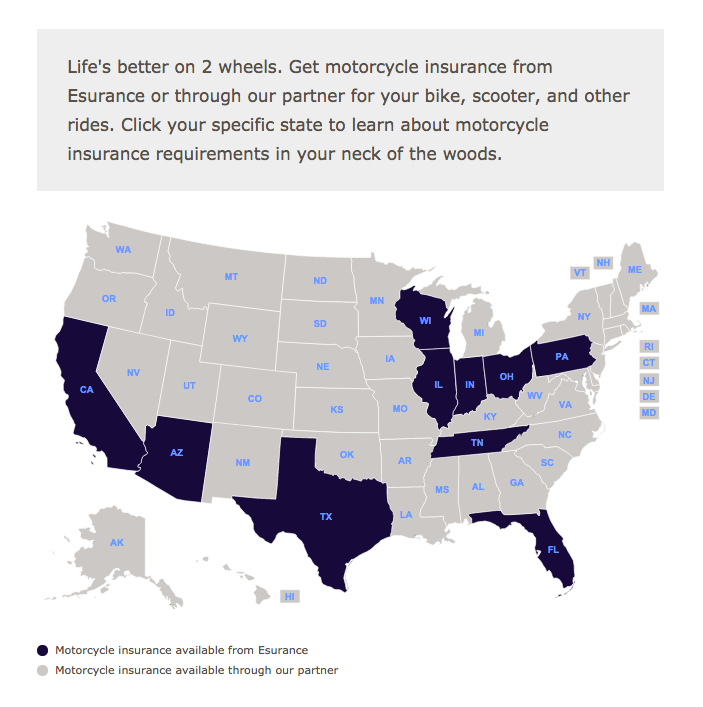 Life's better on 2 wheels. Get motorcycle insurance from
Esurance or through our partner for your bike, scooter, and other
rides. Click your specific state to learn about motorcycle
insurance requirements in your neck of the woods.
WA
MT
ND
MN
OR
ID
WY
SD
WI
MI
NY
VT
NH
ME
MA
RI
CT
NJ
DE
MD
CA
NV
UT
CO
NE
IA
IL
IN
OH
PA
WV
VA
KS
MO
KY
NC
AZ
NM
OK
AR
TN
SC
TX
LA
MS
AL
GA
FL
AK
HI
Motorcycle insurance available from Esurance
Motorcycle insurance available through our partner